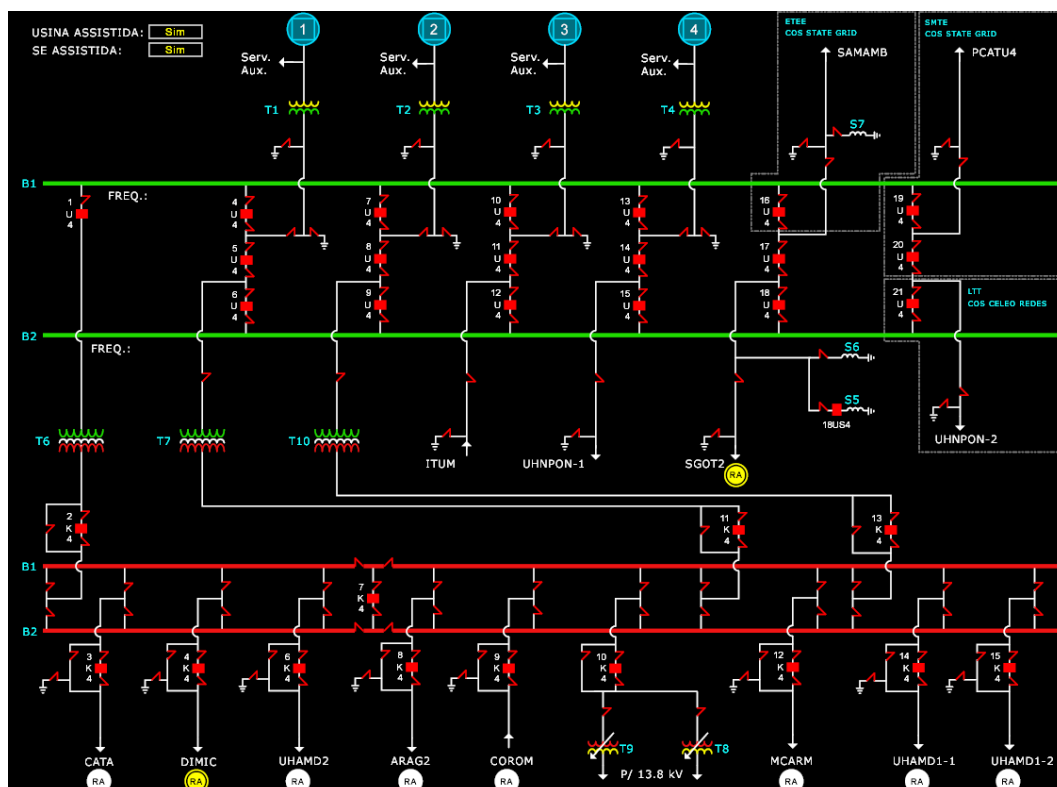 USINA ASSISTIDA: Sim
SE ASSISTIDA: Sim
1
2
3
4
ETEE
COS STATE GRID
SMTE
COS STATE GRID
Serv.
Aux.
Serv.
Aux.
Serv.
Aux.
Serv.
Aux.
SAMAMB
PCATU4
T1
T2
T3
T4
S7
B1
FREQ.:
1
U
4
4
U
4
7
U
4
10
U
4
13
U
4
16
U
4
19
U
4
5
U
4
8
U
4
11
U
4
14
U
4
17
U
4
20
U
4
6
U
4
9
U
4
12
U
4
15
U
4
18
U
4
21
U
4
LTT
COS CELEO REDES
B2
FREQ.:
S6
S5
18US4
T6
T7
T10
ITUM
UHNPON-1
SGOT2
RA
UHNPON-2
2
K
4
11
K
4
13
K
4
B1
7
K
4
B2
3
K
4
4
K
4
6
K
4
8
K
4
9
K
4
10
K
4
12
K
4
14
K
4
15
K
4
T9
T8
P/ 13.8 kV
CATA
DIMIC
UHAMD2
ARAG2
COROM
MCARM
UHAMD1-1
UHAMD1-2
RA
RA
RA
RA
RA
RA
RA
RA